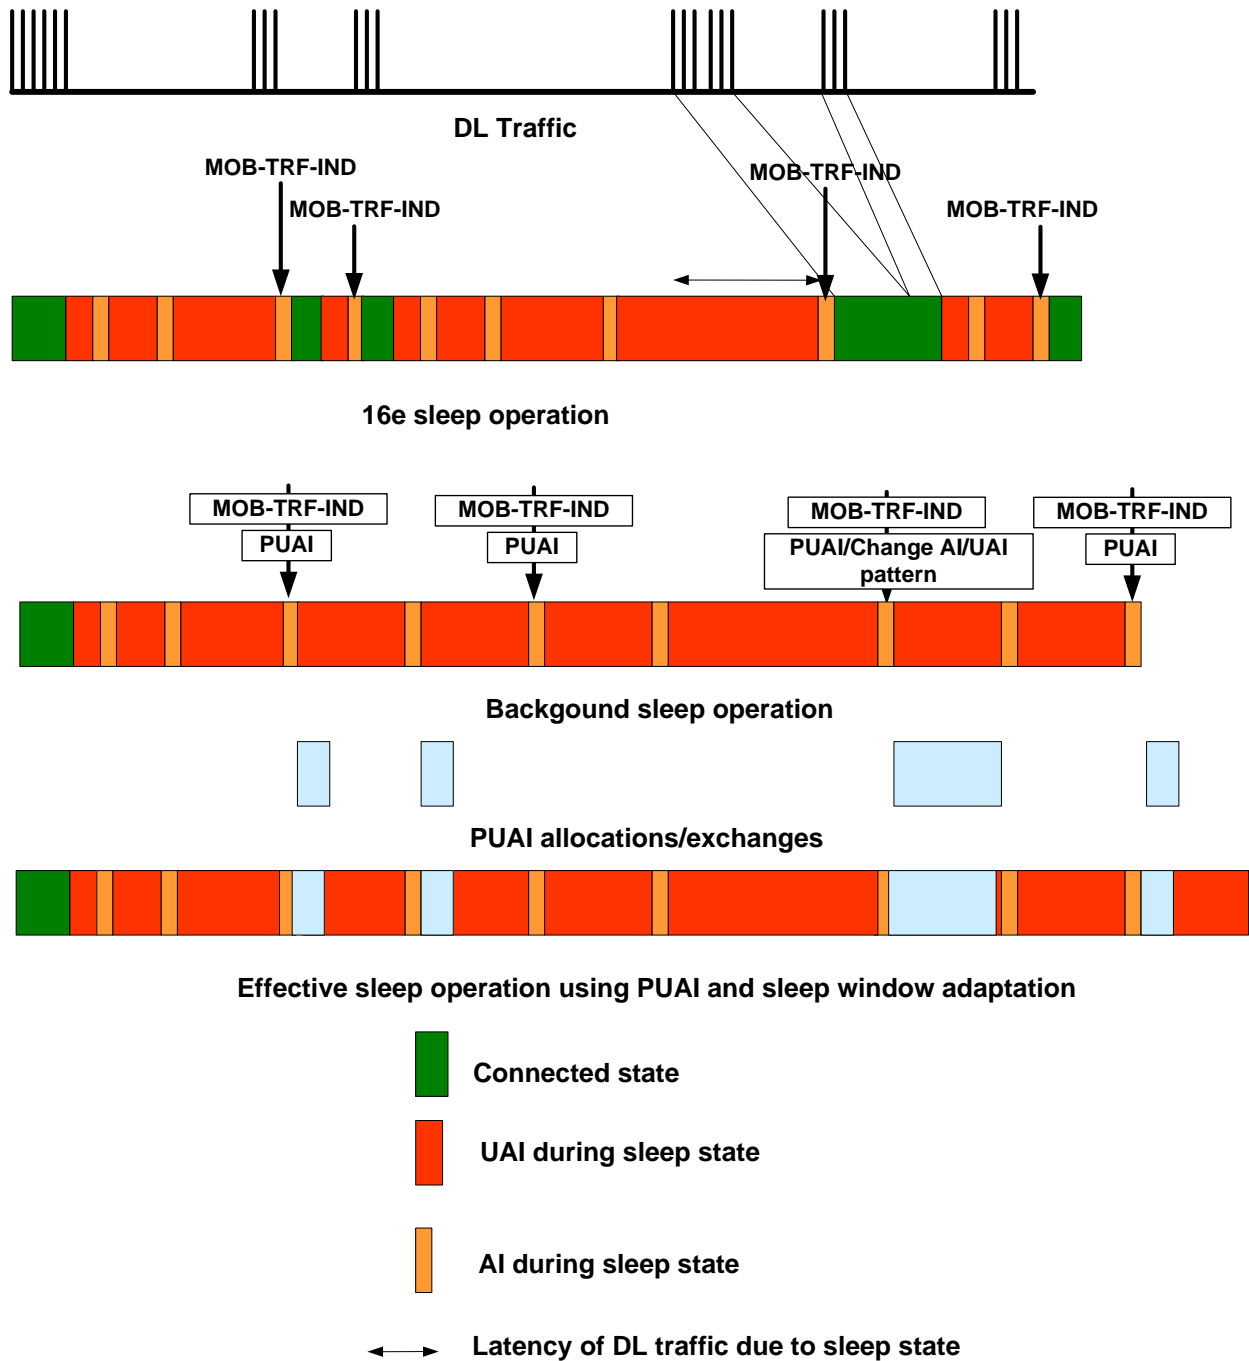 DL Traffic
MOB-TRF-IND
MOB-TRF-IND
MOB-TRF-IND
MOB-TRF-IND
16e sleep operation
MOB-TRF-IND
PUAI
MOB-TRF-IND
PUAI
MOB-TRF-IND
PUAI/Change AI/UAI
pattern
MOB-TRF-IND
PUAI
Backgound sleep operation
PUAI allocations/exchanges
Effective sleep operation using PUAI and sleep window adaptation
Connected state
UAI during sleep state
AI during sleep state
Latency of DL traffic due to sleep state